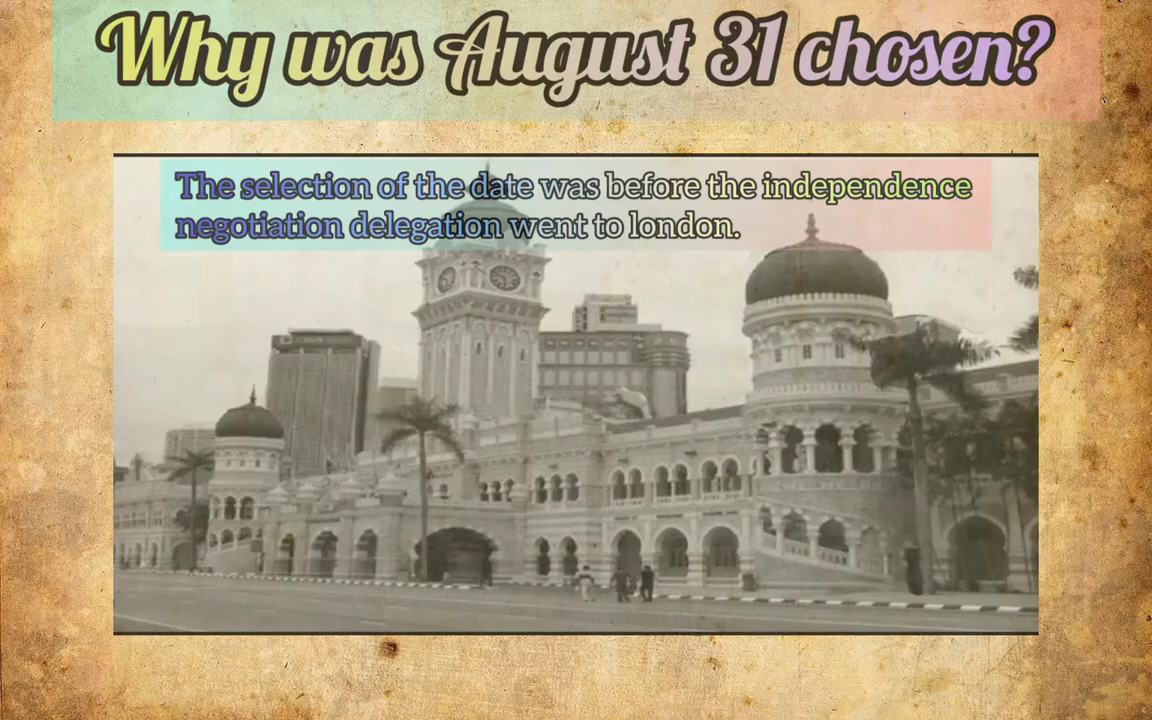 Why was August 31 chosen?
The selection of the date was before the independence
negotiation delegation went to london.